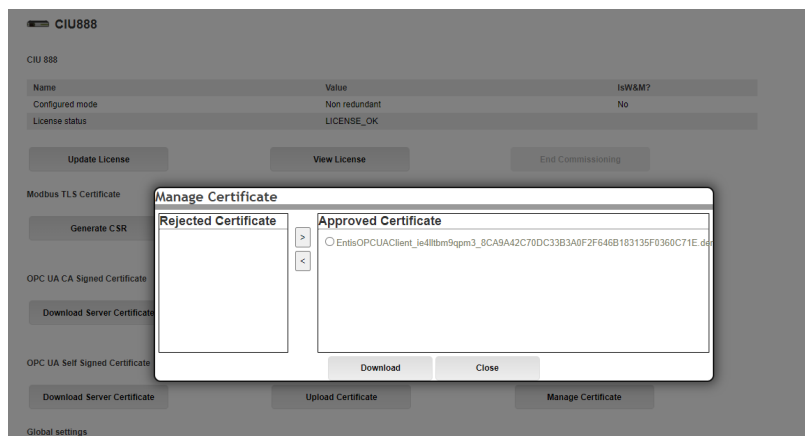 CIU888
CIU 888
Name Value IsW&M?
Configured mode Non redundant No
License status LICENSE_OK
Update License View License End Commissioning
Modbus TLS Certificate
Generate CSR
OPC UA CA Signed Certificate
Download Server Certificate
OPC UA Self Signed Certificate
Download Server Certificate Upload Certificate Manage Certificate
Global settings
Manage Certificate
Rejected Certificate
>
<
Approved Certificate
EntisOPCUAClient_ie4lltbm9qpm3_8CA9A42C70DC33B3A0F2F646B183135F0360C71E.der
Download Close